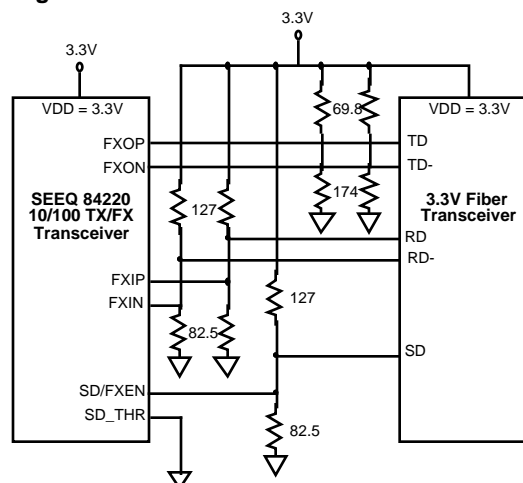 3.3V
3.3V
VDD = 3.3V
VDD = 3.3V
69.8
FXOP
TD
FXON
TD-
SEEQ 84220
10/100 TX/FX
Transceiver
174
3.3V Fiber
Transceiver
127
RD
RD-
FXIP
127
FXIN
82.5
SD
SD/FXEN
SD_THR
82.5